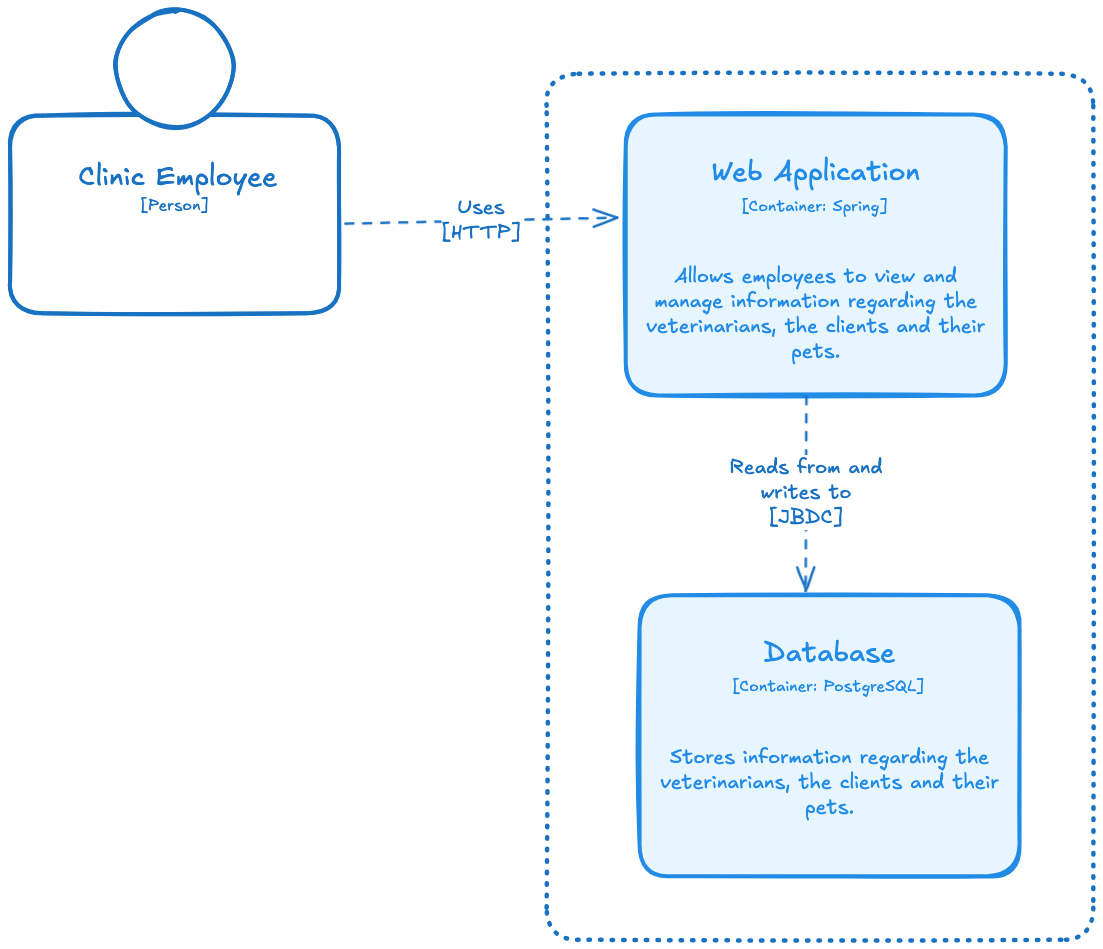 Clinic Employee
[Person]
Uses
[HTTP]
Web Application
[Container: Spring]
Allows employees to view and
manage information regarding the
veterinarians, the clients and their
pets.
Reads from and
writes to
[JBDC]
Database
[Container: PostgreSQL]
Stores information regarding the
veterinarians, the clients and their
pets.